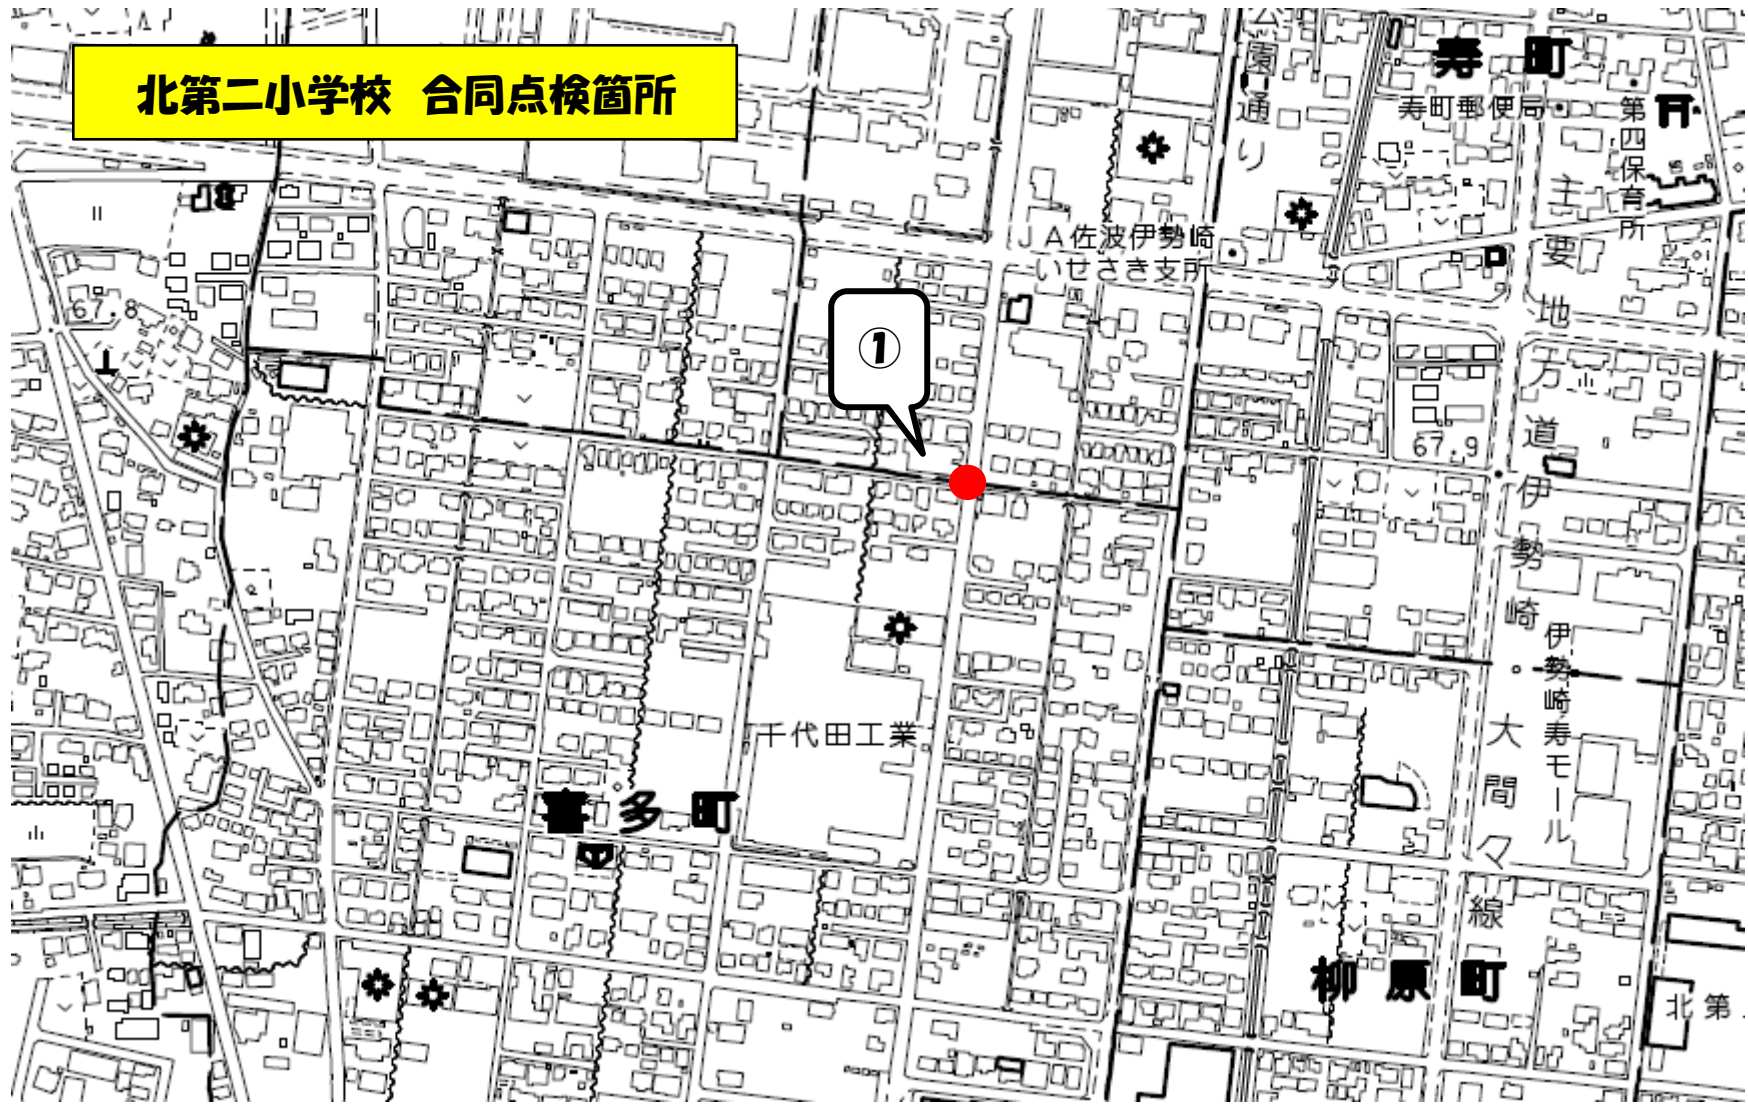 北第二小学校 合同点検箇所
公園通り
寿町
寿町郵便局
第四保育所
JA佐波伊勢崎
いせさき支所
67.8
①
67.9
主要地方道伊勢崎・大間々線
伊勢崎寿モール
千代田工業
喜多町
柳原町
北第